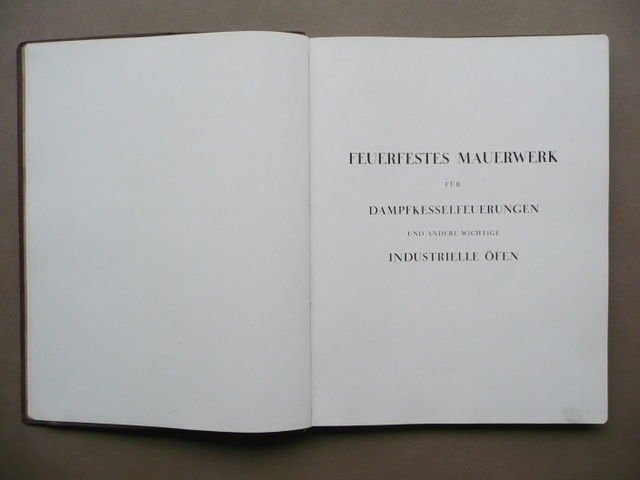 FEUERFESTES MAUERWERK
FÜR
DAMPFKESSELFEUERUNGEN
UND ANDERE WICHTIGE
INDUSTRIELLE ÖFEN